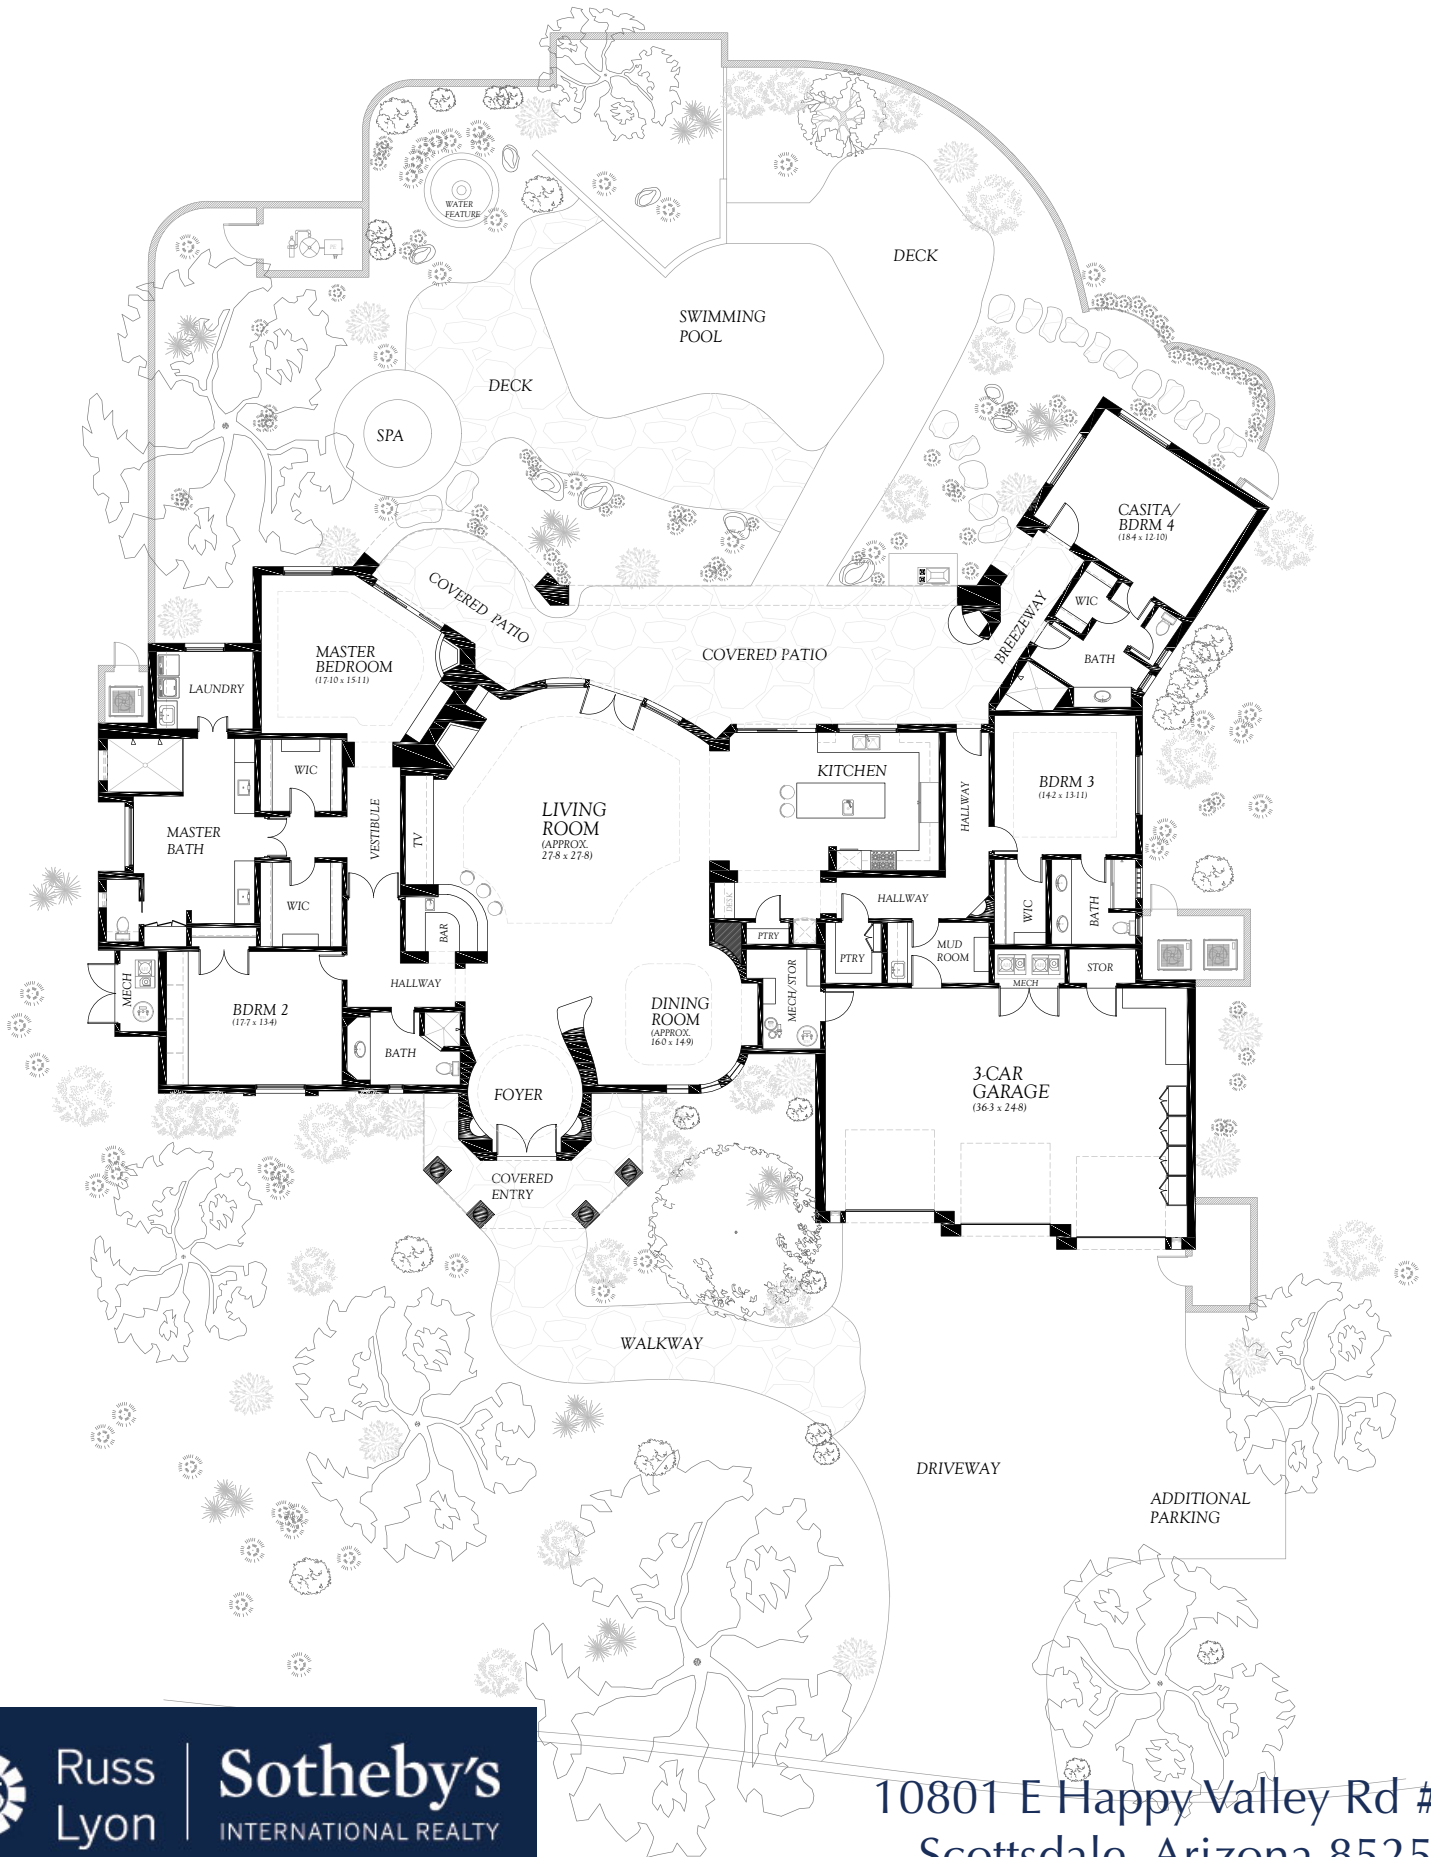 WATER
FEATURE
DECK
SWIMMING
POOL
DECK
SPA
CASITA/
BDRM 4
(18-4 x 12-10)
COVERED PATIO
WIC
BREEZEWAY
BATH
COVERED PATIO
MASTER
BEDROOM
(17-10 x 15-11)
LAUNDRY
WIC
KITCHEN
BDRM 3
(14-2 x 13-11)
HALLWAY
VESTIBULE
TV
LIVING
ROOM
(APPROX.
27-8 x 27-8)
MASTER
BATH
WIC
BAR
DESK
HALLWAY
WIC
BATH
PTRY
PTRY
MUD
ROOM
STOR
MECH
MECH
HALLWAY
MECH/STOR
BDRM 2
(17-7 x 13-4)
DINING
ROOM
(APPROX.
16-0 x 14-9)
BATH
FOYER
3-CAR
GARAGE
(36-3 x 24-8)
COVERED
ENTRY
WALKWAY
DRIVEWAY
ADDITIONAL
PARKING
Russ
Lyon
Sotheby's
INTERNATIONAL REALTY
10801 E Happy Valley Rd #
Scottsdale, Arizona 8525